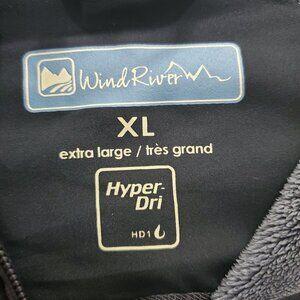 WindRiver
XL
extra large / très grand
Hyper-
Dri
HD1